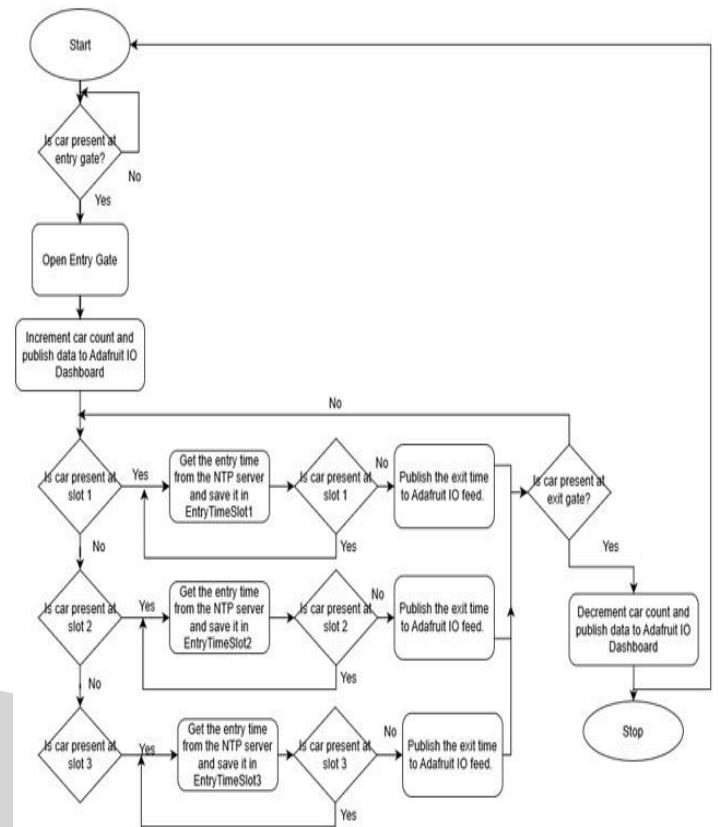 Start
Is car present at
entry gate?
No
Yes
Open Entry Gate
Increment car count and
publish data to Adafruit IO
Dashboard
No
Is car present at
slot 1
Yes
Get the entry time
from the NTP server
and save it in
EntryTimeSlot1
Is car present at
slot 1
No
Publish the exit time
to Adafruit IO feed.
Is car present at
exit gate?
Yes
No
Yes
Is car present at
slot 2
Yes
Get the entry time
from the NTP server
and save it in
EntryTimeSlot2
Is car present at
slot 2
No
Publish the exit time
to Adafruit IO feed.
Decrement car count and
publish data to Adafruit IO
Dashboard
No
Yes
Is car present at
slot 3
Yes
Get the entry time
from the NTP server
and save it in
EntryTimeSlot3
Is car present at
slot 3
No
Publish the exit time
to Adafruit IO feed.
Stop
Yes